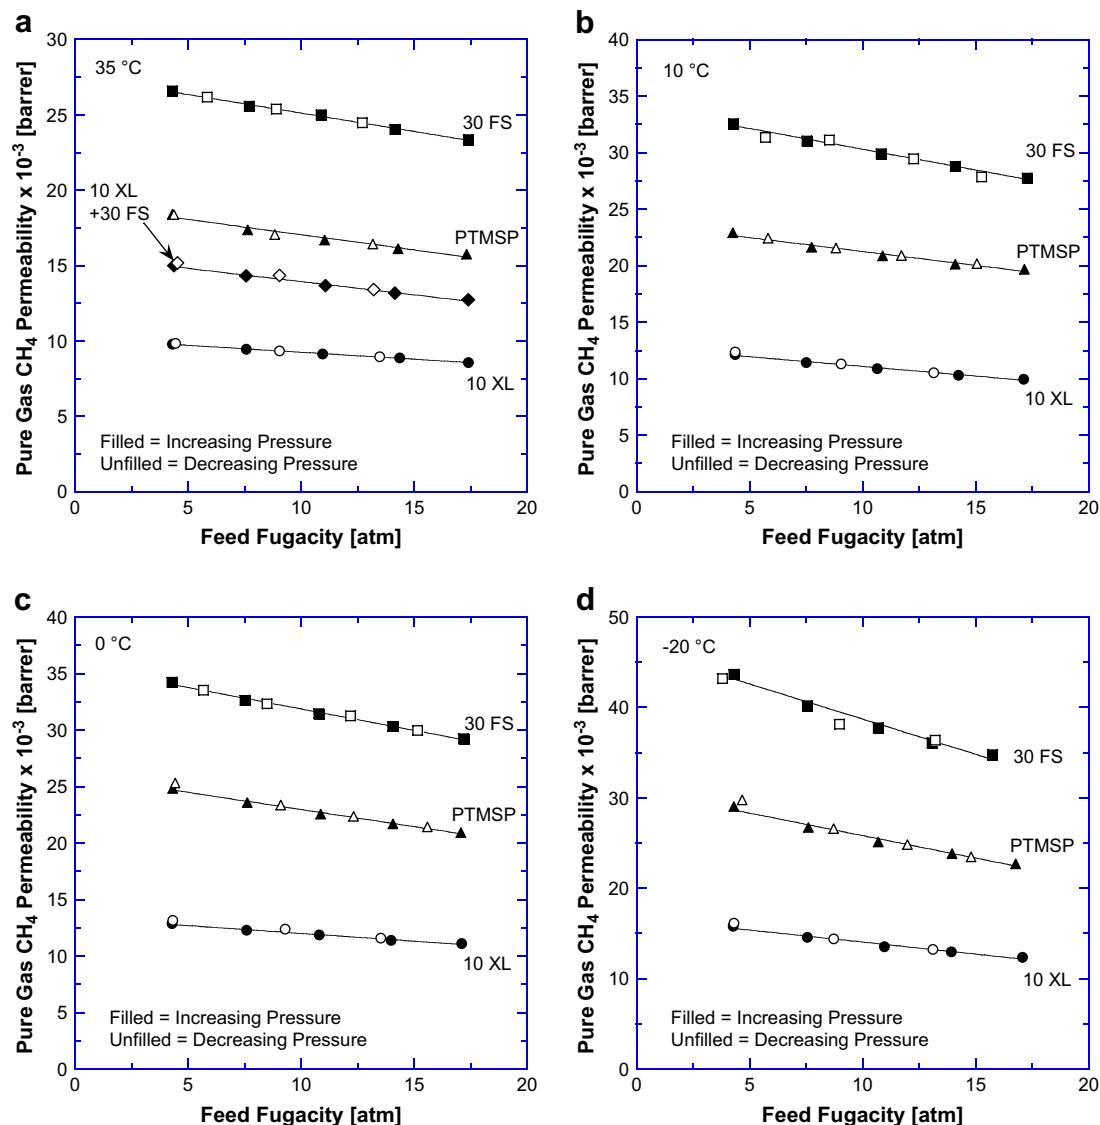 a
35 °C
30 FS
10 XL
+30 FS
PTMSP
10 XL
Filled = Increasing Pressure
Unfilled = Decreasing Pressure
0
5
10
15
20
25
30
0
5
10
15
20
Pure Gas CH4 Permeability x 10-3 [barrer]
Feed Fugacity [atm]
b
10 °C
30 FS
PTMSP
10 XL
Filled = Increasing Pressure
Unfilled = Decreasing Pressure
0
5
10
15
20
25
30
35
40
0
5
10
15
20
Pure Gas CH4 Permeability x 10-3 [barrer]
Feed Fugacity [atm]
c
0 °C
30 FS
PTMSP
10 XL
Filled = Increasing Pressure
Unfilled = Decreasing Pressure
0
5
10
15
20
25
30
35
40
0
5
10
15
20
Pure Gas CH4 Permeability x 10-3 [barrer]
Feed Fugacity [atm]
d
-20 °C
30 FS
PTMSP
10 XL
Filled = Increasing Pressure
Unfilled = Decreasing Pressure
0
10
20
30
40
50
0
5
10
15
20
Pure Gas CH4 Permeability x 10-3 [barrer]
Feed Fugacity [atm]